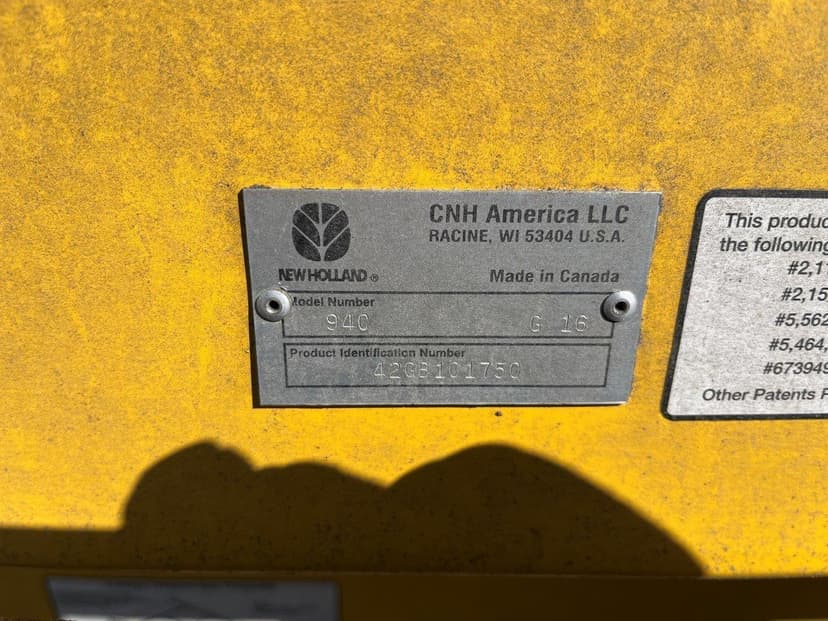 CNH America LLC
RACINE, WI 53404 U.S.A.
NEW HOLLAND ®
Made in Canada
Model Number
94C G 16
Product Identification Number
42GB101750
This produc
the following
#2,1
#2,15
#5,562
#5,464,
#673949
Other Patents P